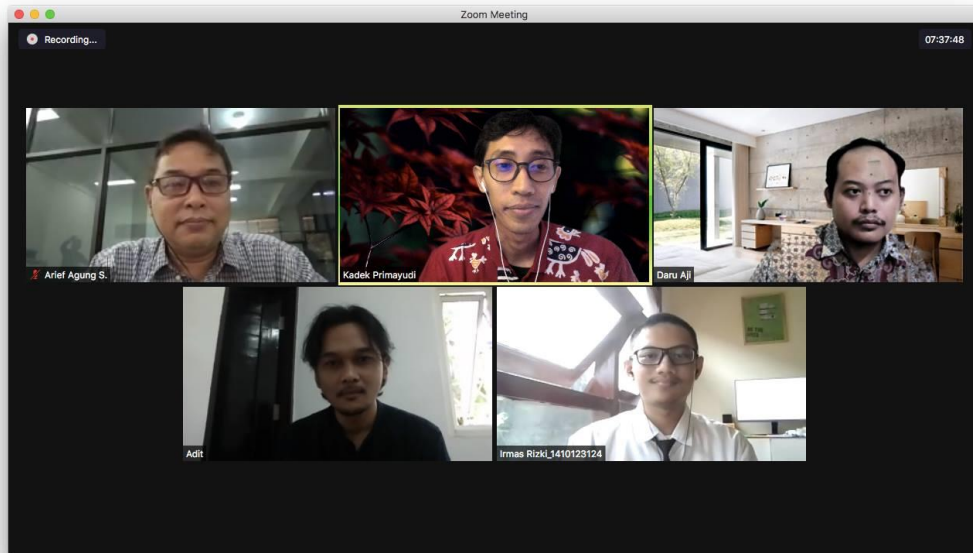 Zoom Meeting
Recording...
07:37:48
Arief Agung S.
Kadek Primayudi
Daru Aji
Adit
Irmas Rizki_1410123124